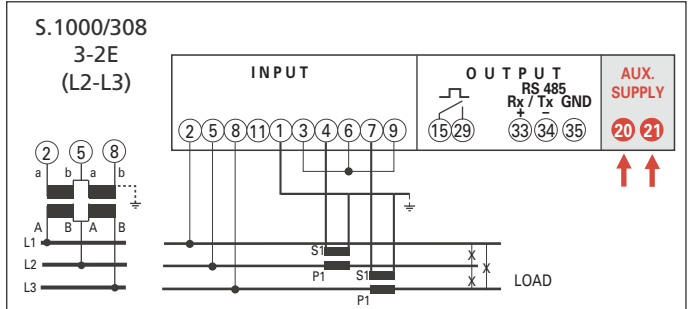 S.1000/308
3-2E
(L2-L3)
INPUT
OUTPUT
RS 485
Rx / Tx GND
+ −
AUX.
SUPPLY
2 5 8 11 1 3 4 6 7 9
15 29
33 34 35
20 21
2 5 8
a b a b
A B A B
L1
L2
L3
S1
P1
S1
P1
X
X
X
LOAD